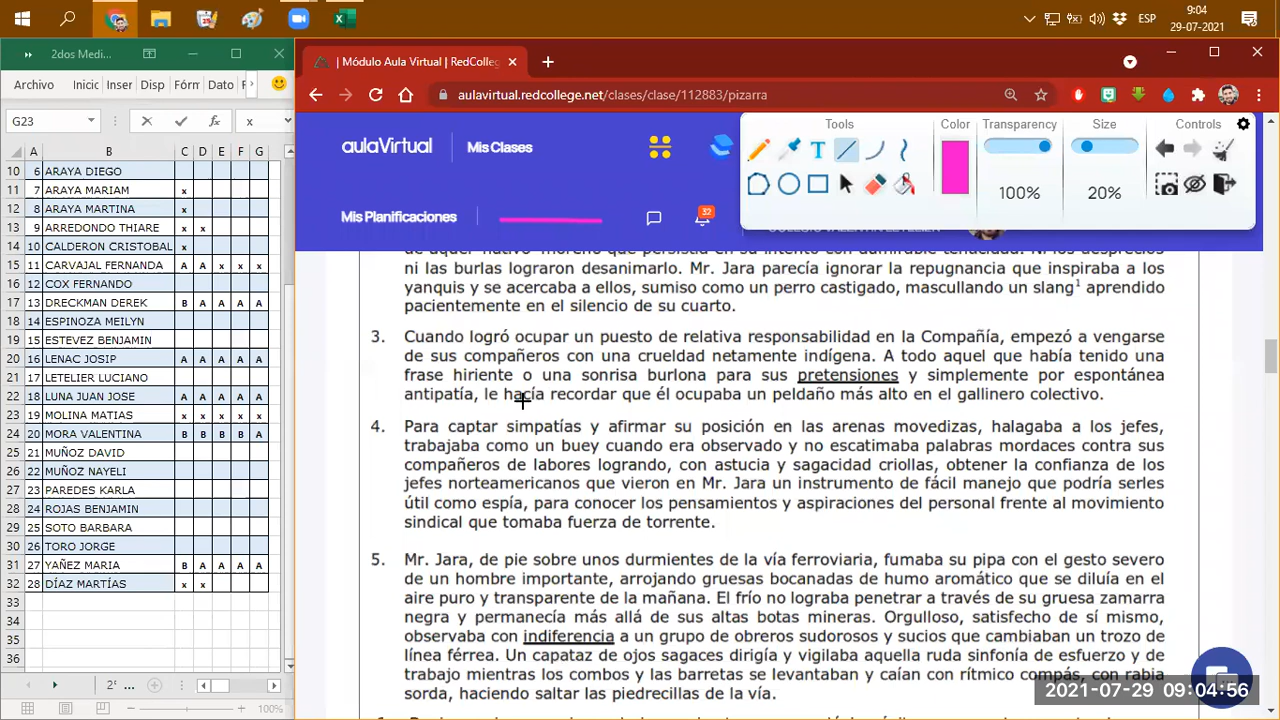 9:04
ESP
29-07-2021
2dos Medi...
| Módulo Aula Virtual | RedColleg
Archivo Inicic Inser Disp Fórm Dato F
aulavirtual.redcollege.net/clases/clase/112883/pizarra
G23 x
A B C D E F G
10 6 ARAYA DIEGO
11 7 ARAYA MARIAM x
12 8 ARAYA MARTINA x
13 9 ARREDONDO THIARE x x
14 10 CALDERON CRISTOBAL x
15 11 CARVAJAL FERNANDA A A x x x
16 12 COX FERNANDO
17 13 DRECKMAN DEREK B A A A A
18 14 ESPINOZA MEILYN
19 15 ESTEVEZ BENJAMIN
20 16 LENAC JOSIP A A A A A
21 17 LETELIER LUCIANO
22 18 LUNA JUAN JOSE A A A A A
23 19 MOLINA MATIAS x x x x x
24 20 MORA VALENTINA B B B B A
25 21 MUÑOZ DAVID
26 22 MUÑOZ NAYELI
27 23 PAREDES KARLA
28 24 ROJAS BENJAMIN
29 25 SOTO BARBARA
30 26 TORO JORGE
31 27 YAÑEZ MARIA B A A A A
32 28 DÍAZ MARTÍAS x x
33
34
35
36
2° ...
100%
aulaVirtual Mis Clases
Mis Planificaciones 32
Tools Color Transparency Size Controls
100% 20%
ni las burlas lograron desanimarlo. Mr. Jara parecía ignorar la repugnancia que inspiraba a los
yanquis y se acercaba a ellos, sumiso como un perro castigado, mascullando un slang1 aprendido
pacientemente en el silencio de su cuarto.
3. Cuando logró ocupar un puesto de relativa responsabilidad en la Compañía, empezó a vengarse
de sus compañeros con una crueldad netamente indígena. A todo aquel que había tenido una
frase hiriente o una sonrisa burlona para sus pretensiones y simplemente por espontánea
antipatía, le hacía recordar que él ocupaba un peldaño más alto en el gallinero colectivo.
4. Para captar simpatías y afirmar su posición en las arenas movedizas, halagaba a los jefes,
trabajaba como un buey cuando era observado y no escatimaba palabras mordaces contra sus
compañeros de labores logrando, con astucia y sagacidad criollas, obtener la confianza de los
jefes norteamericanos que vieron en Mr. Jara un instrumento de fácil manejo que podría serles
útil como espía, para conocer los pensamientos y aspiraciones del personal frente al movimiento
sindical que tomaba fuerza de torrente.
5. Mr. Jara, de pie sobre unos durmientes de la vía ferroviaria, fumaba su pipa con el gesto severo
de un hombre importante, arrojando gruesas bocanadas de humo aromático que se diluía en el
aire puro y transparente de la mañana. El frío no lograba penetrar a través de su gruesa zamarra
negra y permanecía más allá de sus altas botas mineras. Orgulloso, satisfecho de sí mismo,
observaba con indiferencia a un grupo de obreros sudorosos y sucios que cambiaban un trozo de
línea férrea. Un capataz de ojos sagaces dirigía y vigilaba aquella ruda sinfonía de esfuerzo y de
trabajo mientras los combos y las barretas se levantaban y caían con rítmico compás, con rabia
sorda, haciendo saltar las piedrecillas de la vía.
2021-07-29 09:04:56